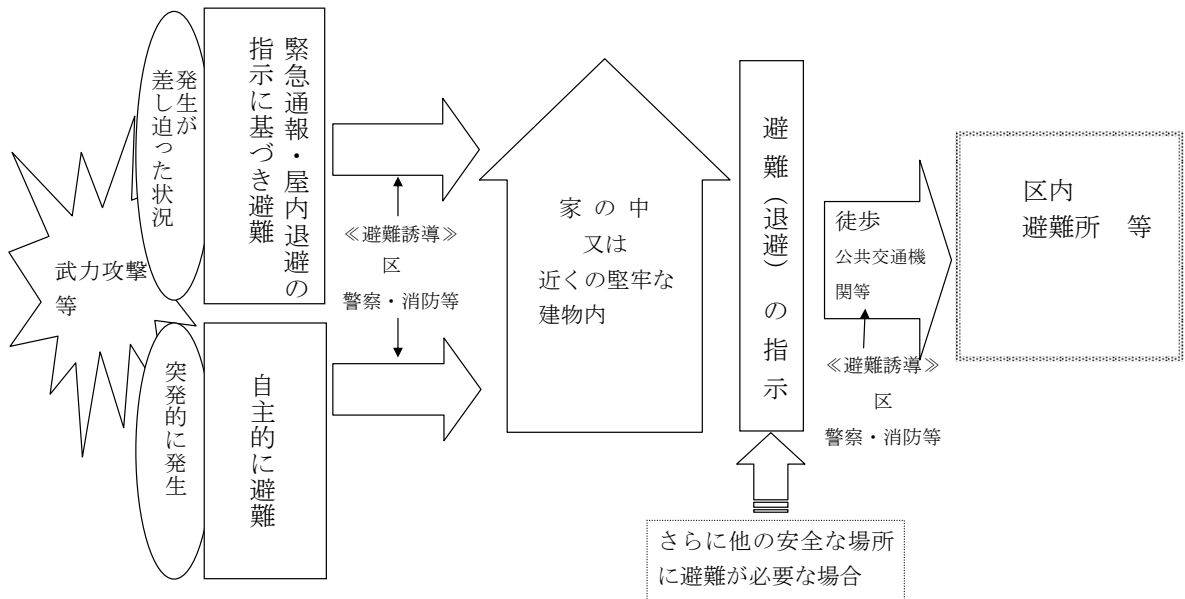 武力攻撃
等
発生が
差し迫った状況
突発的に発生
緊急通報・屋内退避の
指示に基づき避難
自主的に避難
≪避難誘導≫
区
警察・消防等
家の中
又は
近くの堅牢な
建物内
避難(退避)の指示
さらに他の安全な場所
に避難が必要な場合
徒歩
公共交通機
関等
≪避難誘導≫
区
警察・消防等
区内
避難所　等